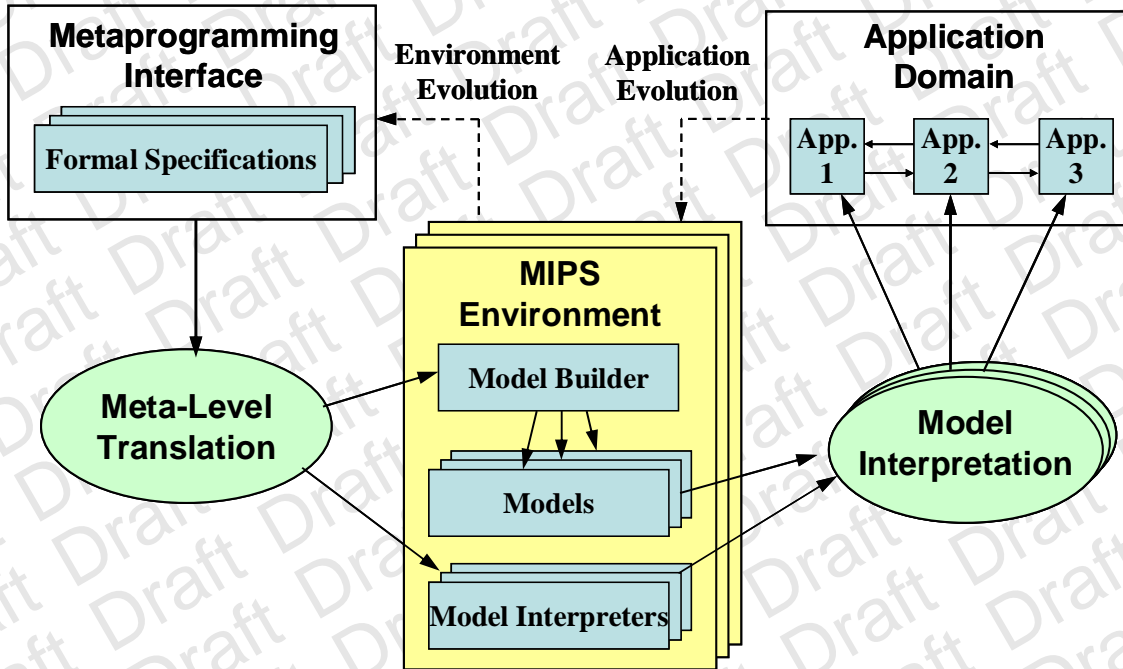 Metaprogramming
Interface
Formal Specifications
Environment
Evolution
Application
Evolution
Application
Domain
App.
1
App.
2
App.
3
MIPS
Environment
Model Builder
Models
Model Interpreters
Meta-Level
Translation
Model
Interpretation
Draft